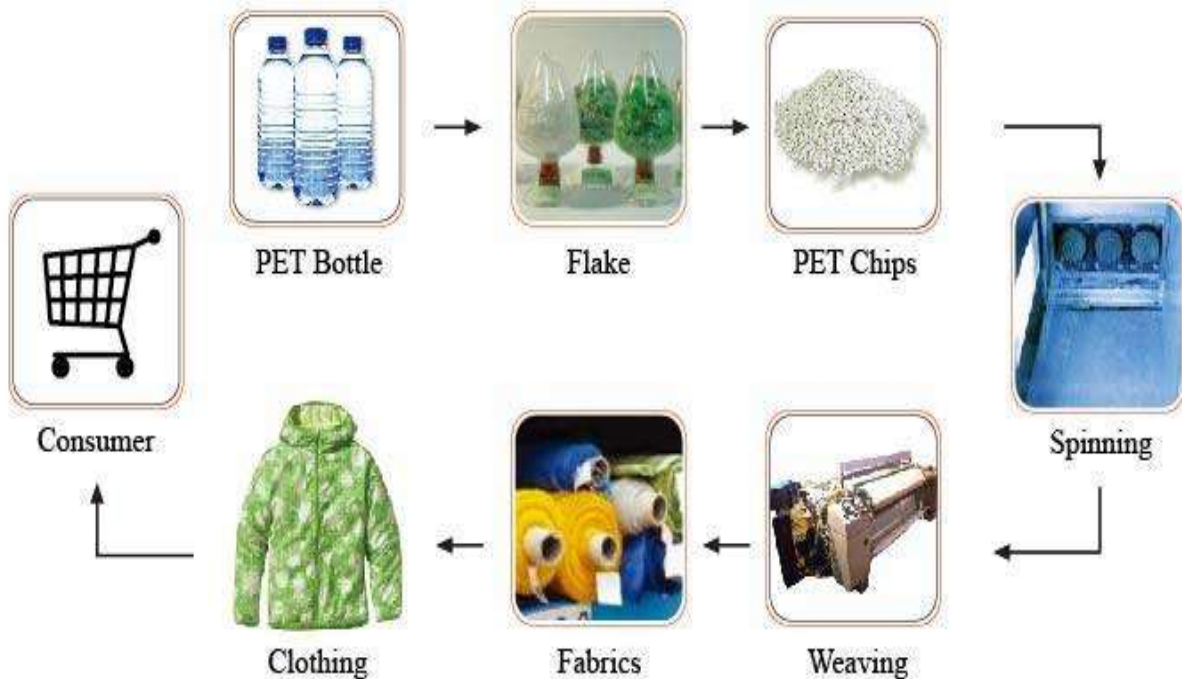 PET Bottle
Flake
PET Chips
Spinning
Weaving
Fabrics
Clothing
Consumer